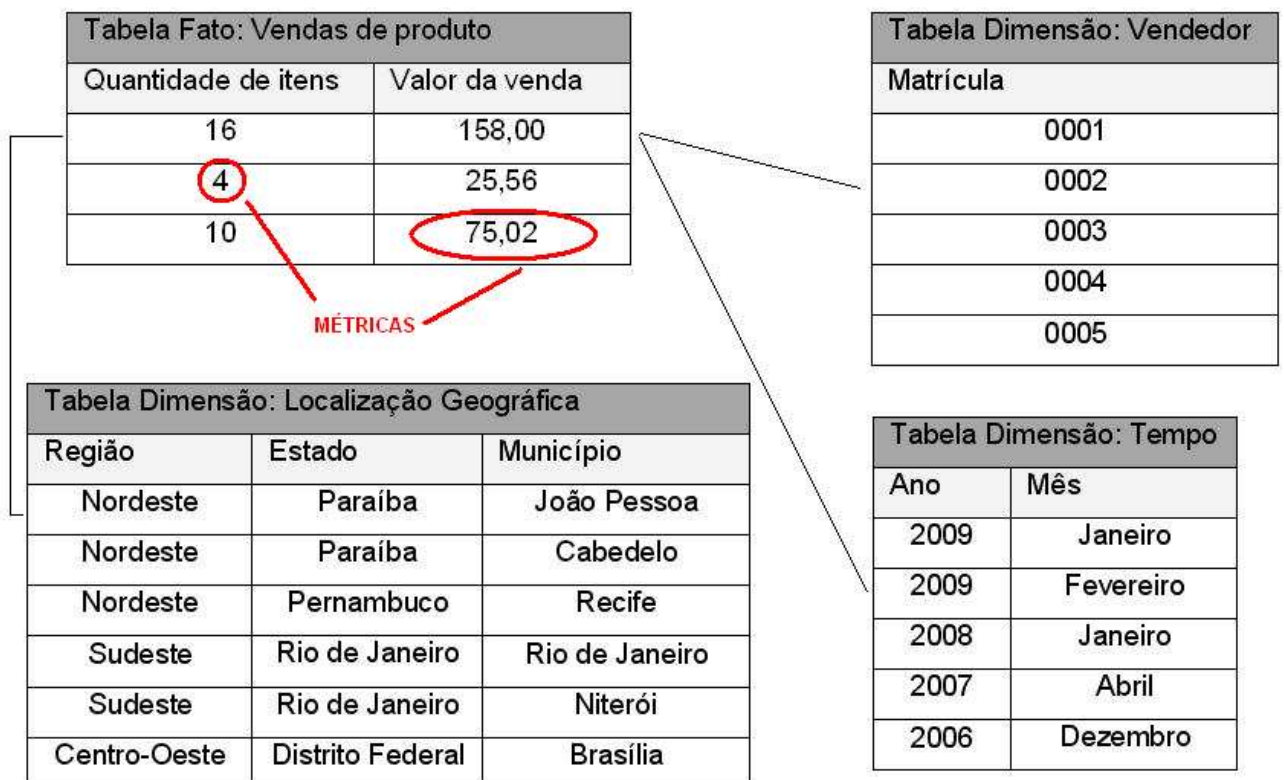 Tabela Fato: Vendas de produto
Quantidade de itens Valor da venda
16 158,00
4 25,56
10 75,02
MÉTRICAS
Tabela Dimensão: Vendedor
Matrícula
0001
0002
0003
0004
0005
Tabela Dimensão: Localização Geográfica
Região Estado Município
Nordeste Paraíba João Pessoa
Nordeste Paraíba Cabedelo
Nordeste Pernambuco Recife
Sudeste Rio de Janeiro Rio de Janeiro
Sudeste Rio de Janeiro Niterói
Centro-Oeste Distrito Federal Brasília
Tabela Dimensão: Tempo
Ano Mês
2009 Janeiro
2009 Fevereiro
2008 Janeiro
2007 Abril
2006 Dezembro